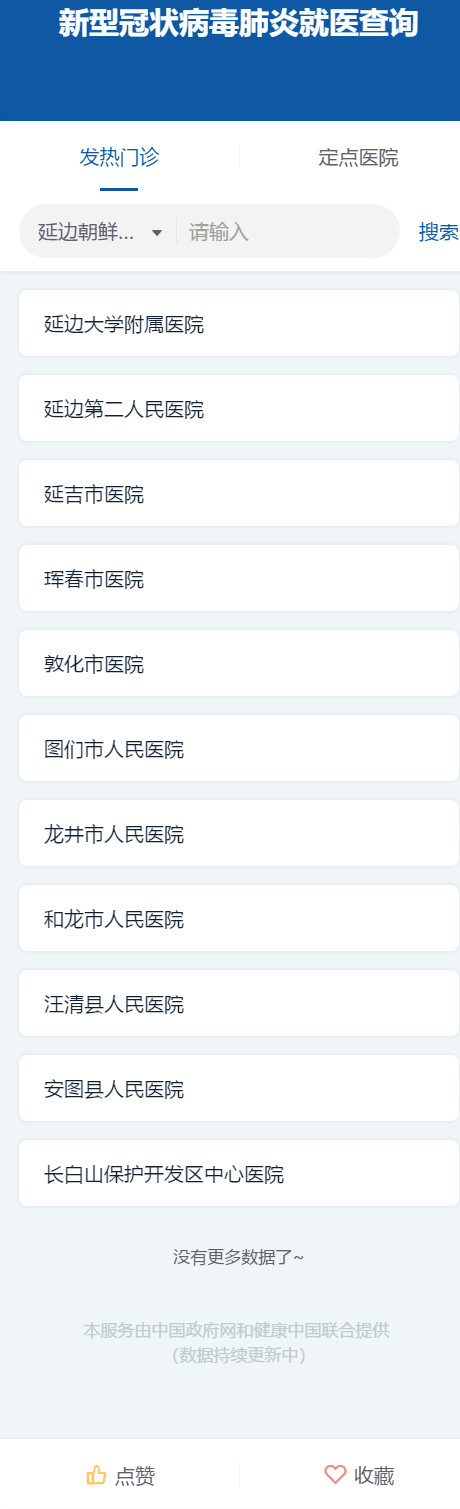 新型冠状病毒肺炎就医查询
发热门诊
定点医院
延边朝鲜...
请输入
搜索
延边大学附属医院
延边第二人民医院
延吉市医院
珲春市医院
敦化市医院
图们市人民医院
龙井市人民医院
和龙市人民医院
汪清县人民医院
安图县人民医院
长白山保护开发区中心医院
没有更多数据了~
本服务由中国政府网和健康中国联合提供
（数据持续更新中）
点赞
收藏